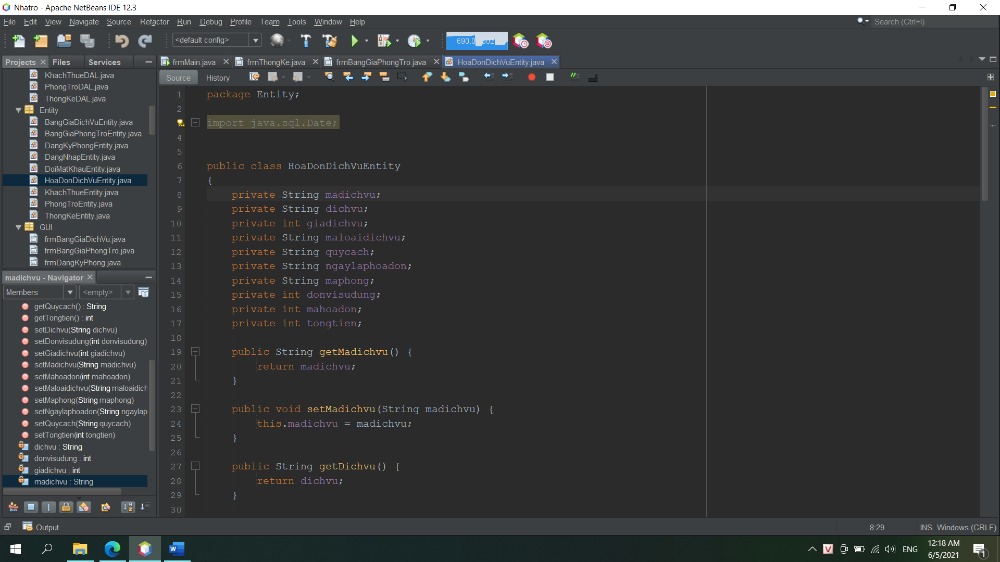 Nhatro - Apache NetBeans IDE 12.3
File Edit View Navigate Source Refactor Run Debug Profile Team Tools Window Help
Search (Ctrl+I)
<default config>
Projects
Files
Services
frmMain.java
frmThongKe.java
frmBangGiaPhongTro.java
HoaDonDichVuEntity.java
Source
History
KhachThueDAL.java
PhongTroDAL.java
ThongKeDAL.java
Entity
BangGiaDichVuEntity.java
BangGiaPhongTroEntity.java
DangKyPhongEntity.java
DangNhapEntity.java
DoiMatKhauEntity.java
HoaDonDichVuEntity.java
KhachThueEntity.java
PhongTroEntity.java
ThongKeEntity.java
GUI
frmBangGiaDichVu.java
frmBangGiaPhongTro.java
frmDangKyPhong.java
madichvu - Navigator
Members
<empty>
getQuycach() : String
getTongtien() : int
setDichvu(String dichvu)
setDonvisudung(int donvisudung)
setGiadichvu(int giadichvu)
setMadichvu(String madichvu)
setMahoadon(int mahoadon)
setMaloaidichvu(String maloaidich
setMaphong(String maphong)
setNgaylaphoadon(String ngaylap
setQuycach(String quycach)
setTongtien(int tongtien)
dichvu : String
donvisudung : int
giadichvu : int
madichvu : String
1 package Entity;
2
import java.sql.Date;
4
5
6 public class HoaDonDichVuEntity
7 {
8 private String madichvu;
9 private String dichvu;
10 private int giadichvu;
11 private String maloaidichvu;
12 private String quycach;
13 private String ngaylaphoadon;
14 private String maphong;
15 private int donvisudung;
16 private int mahoadon;
17 private int tongtien;
18
19 public String getMadichvu() {
20 return madichvu;
21 }
22
23 public void setMadichvu(String madichvu) {
24 this.madichvu = madichvu;
25 }
26
27 public String getDichvu() {
28 return dichvu;
29 }
30
Output
8:29
INS
Windows (CRLF)
ENG
12:18 AM
6/5/2021
1